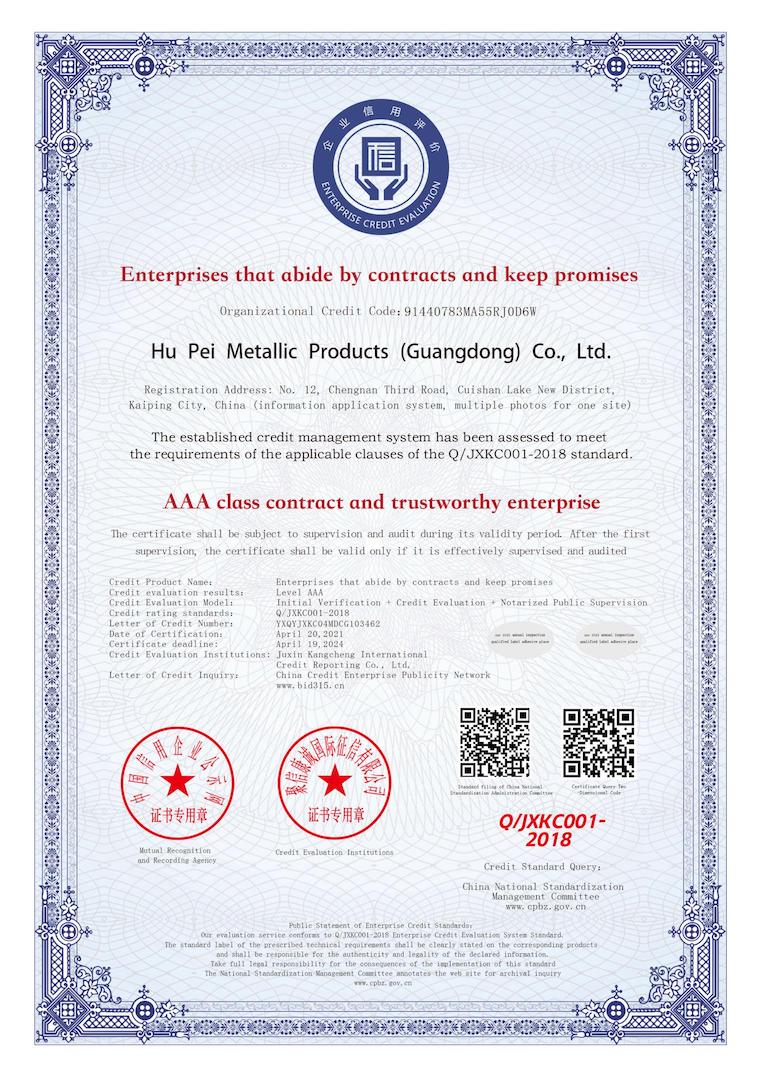 企业信用评价
ENTERPRISE CREDIT EVALUATION
信
Enterprises that abide by contracts and keep promises
Organizational Credit Code:91440783MA55RJ0D6W
Hu Pei Metallic Products (Guangdong) Co., Ltd.
Registration Address: No. 12, Chengnan Third Road, Cuishan Lake New District,
Kaiping City, China (information application system, multiple photos for one site)
The established credit management system has been assessed to meet
the requirements of the applicable clauses of the Q/JXKC001-2018 standard.
AAA class contract and trustworthy enterprise
The certificate shall be subject to supervision and audit during its validity period. After the first
supervision, the certificate shall be valid only if it is effectively supervised and audited
Credit Product Name: Enterprises that abide by contracts and keep promises
Credit evaluation results: Level AAA
Credit Evaluation Model: Initial Verification + Credit Evaluation + Notarized Public Supervision
Credit rating standards: Q/JXKC001-2018
Letter of Credit Number: YXQYJXKC04MDCG103462
Date of Certification: April 20,2021
Certificate deadline: April 19,2024
Credit Evaluation Institutions: Juxin Kangcheng International
Credit Reporting Co., Ltd.
Letter of Credit Inquiry: China Credit Enterprise Publicity Network
www.bid315.cn
annual inspection
qualified label adhesive place
annual inspection
qualified label adhesive place
中国信用企业公示网
证书专用章
Mutual Recognition
and Recording Agency
聚信康诚国际征信有限公司
证书专用章
Credit Evaluation Institutions
Standard filing of China National
Standardization Administration Committee
Certificate Query Two
-Dimensional Code
Q/JXKC001-
2018
Credit Standard Query:
China National Standardization
Management Committee
www.cpbz.gov.cn
Public Statement of Enterprise Credit Standards:
Our evaluation service conforms to Q/JXKC001-2018 Enterprise Credit Evaluation System Standard.
The standard label of the prescribed technical requirements shall be clearly stated on the corresponding products
and shall be responsible for the authenticity and legality of the declared information.
Take full legal responsibility for the consequences of the implementation of this standard
The National Standardization Management Committee annotates the web site for archival inquiry
www.cpbz.gov.cn